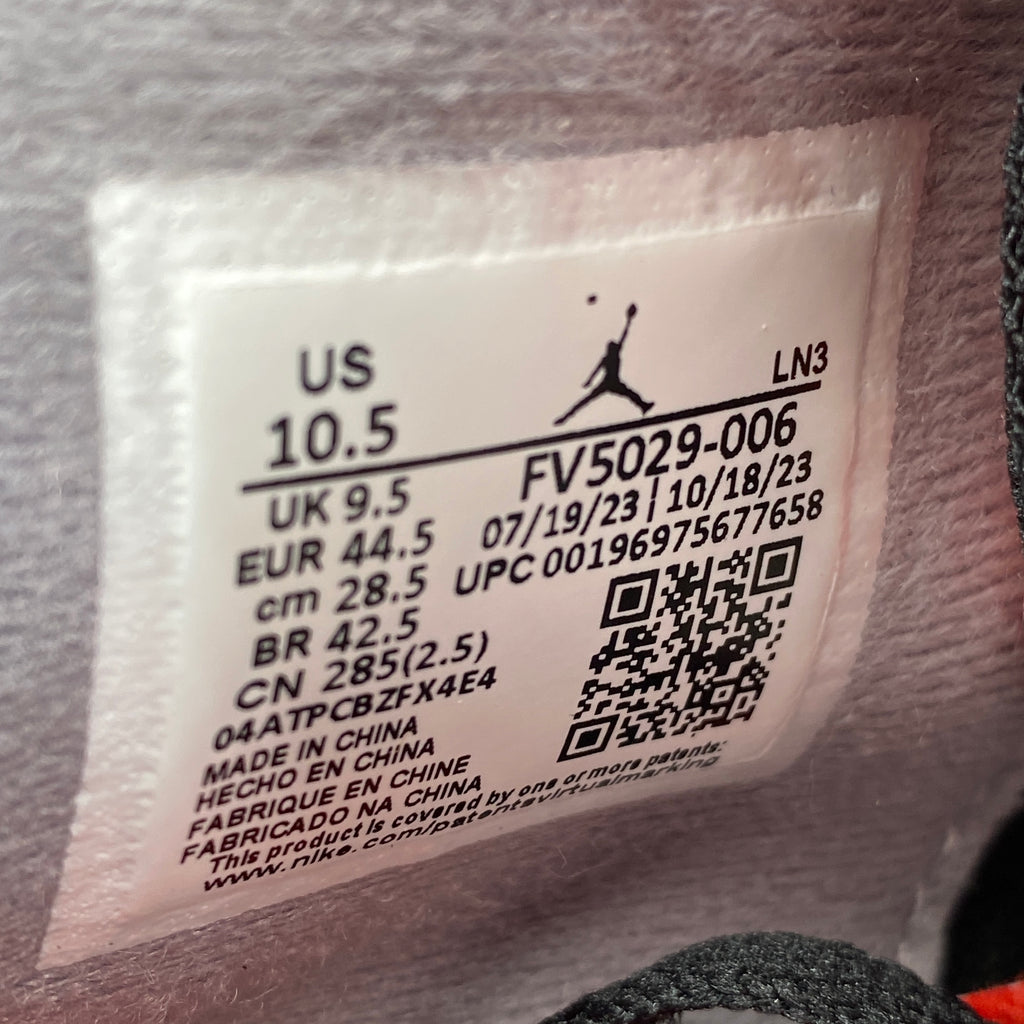 US
10.5
LN3
UK 9.5
EUR 44.5
cm 28.5
BR 42.5
CN 285(2.5)
04ATPCBZFX4E4
FV5029-006
07/19/23 | 10/18/23
UPC 00196975677658
MADE IN CHINA
HECHO EN CHINA
FABRIQUE EN CHINE
FABRICADO NA CHINA
This product is covered by one or more patents:
www.nike.com/patentsvirtualmarking